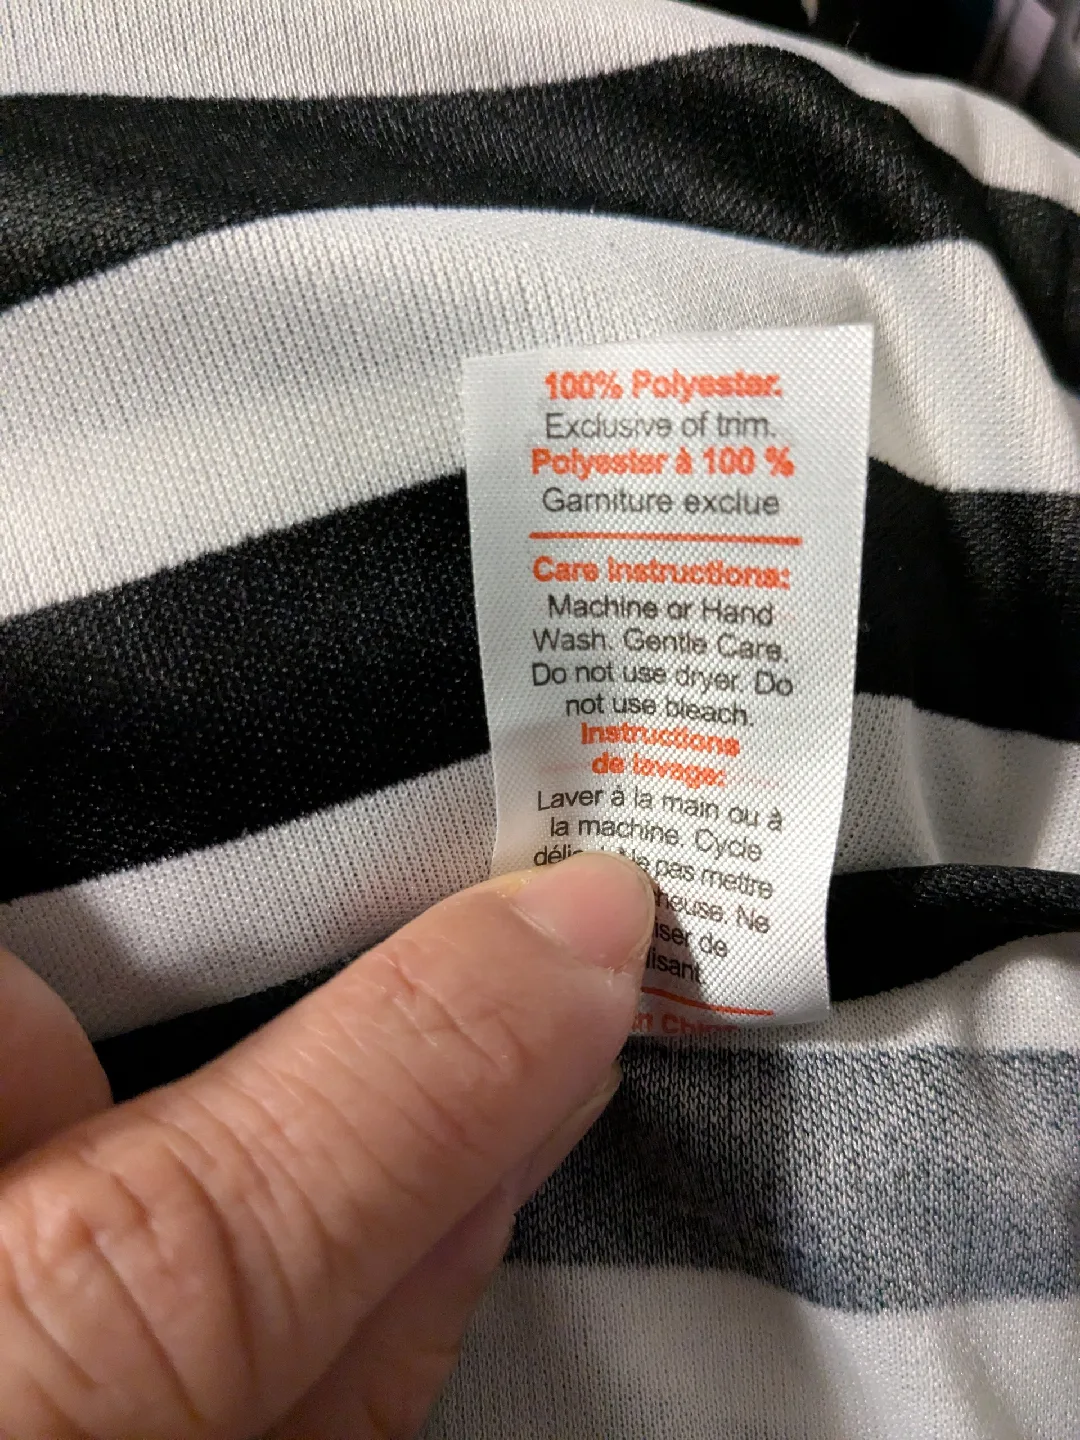 100% Polyester.
Exclusive of trim.
Polyester à 100 %
Garniture exclue
Care Instructions:
Machine or Hand
Wash. Gentle Care.
Do not use dryer. Do
not use bleach.
Instructions
de lavage:
Laver à la main ou à
la machine. Cycle
pas mettre
Ne
de